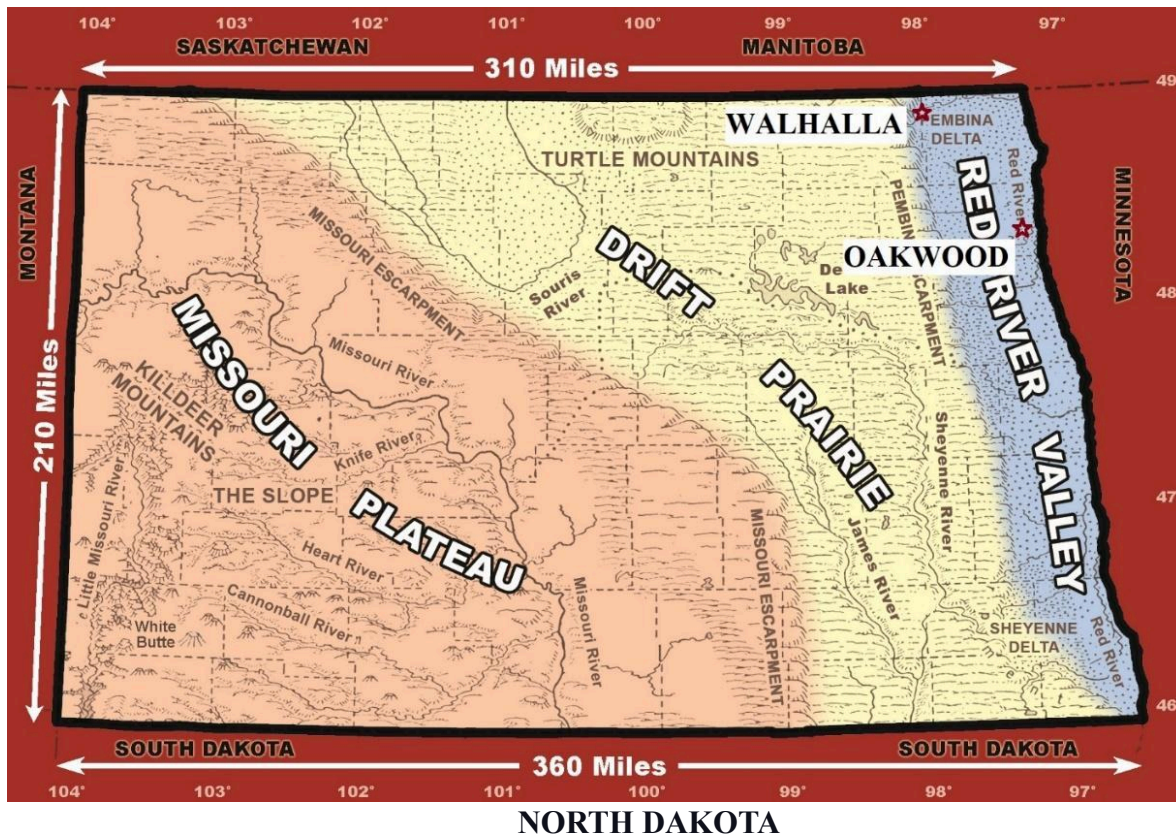 104° 103° 102° 101° 100° 99° 98° 97°
SASKATCHEWAN MANITOBA
310 Miles
49
WALHALLA
EMBINA
DELTA
TURTLE MOUNTAINS
MONTANA
MINNESOTA
RED RIVER VALLEY
Red River
OAKWOOD
PEMBIN ESCARPMENT
De
Lake
DRIFT PRAIRIE
Souris
River
MISSOURI ESCARPMENT
48
MISSOURI PLATEAU
Missouri River
KILLDEER
MOUNTAINS
210 Miles
Knife River
THE SLOPE
Little Missouri River
Heart River
Cannonball River
White
Butte
Missouri River
MISSOURI ESCARPMENT
James River
Sheyenne River
47
SHEYENNE
DELTA
Red River
46
SOUTH DAKOTA SOUTH DAKOTA
360 Miles
104° 103° 102° 101° 100° 99° 98° 97°
NORTH DAKOTA